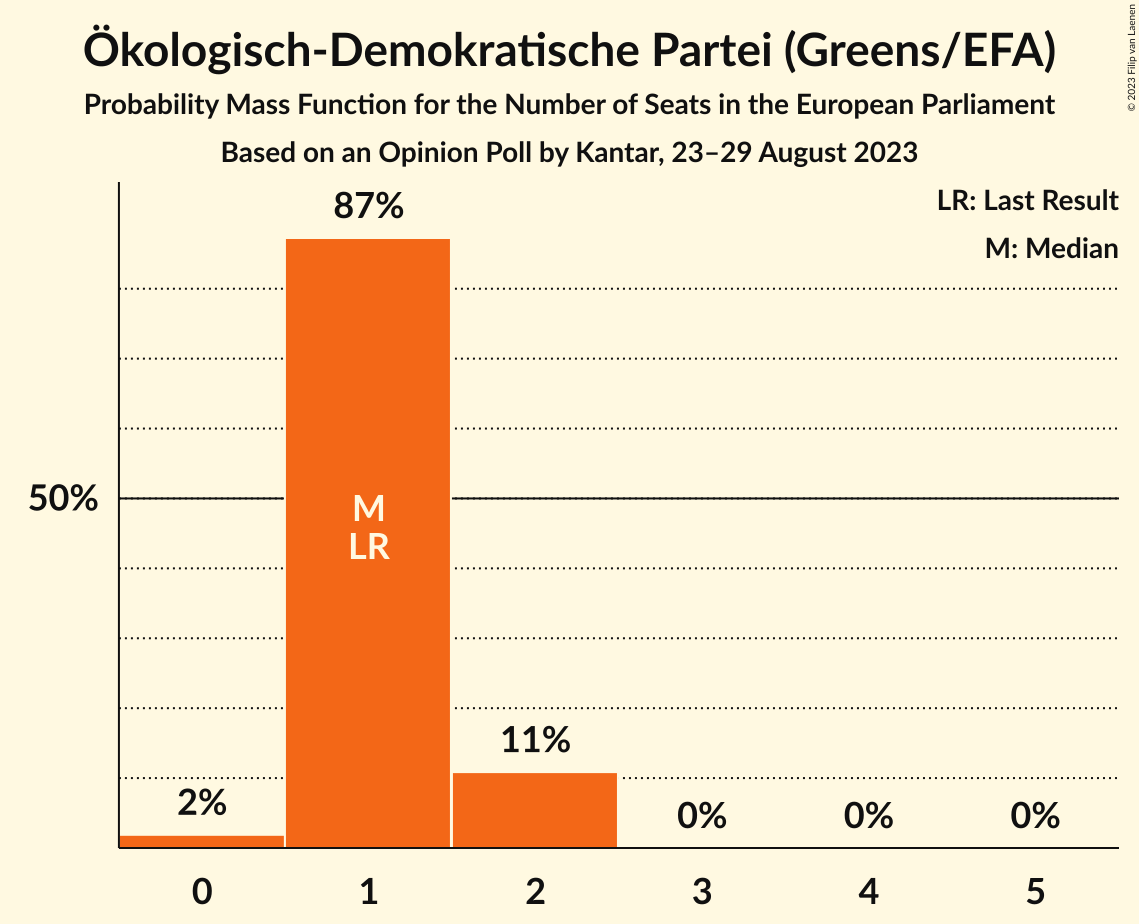 Ökologisch-Demokratische Partei (Greens/EFA)
Probability Mass Function for the Number of Seats in the European Parliament
Based on an Opinion Poll by Kantar, 23–29 August 2023
© 2023 Filip van Laenen
LR: Last Result
M: Median
87%
50%
M
LR
11%
2%
0%
0%
0%
0
1
2
3
4
5